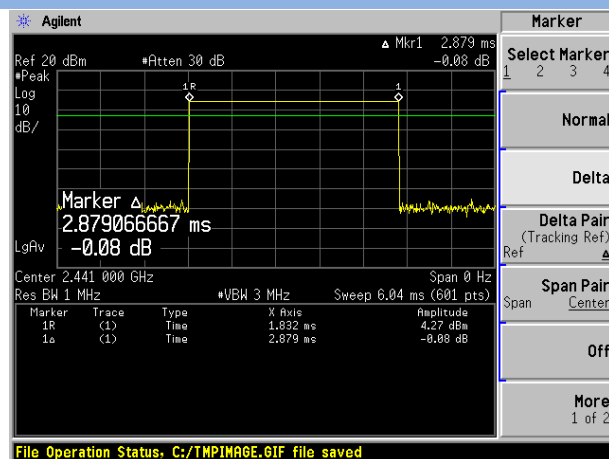 Agilent
Marker
Δ Mkr1 2.879 ms
Ref 20 dBm #Atten 30 dB -0.08 dB
#Peak
Log
10
dB/
1R
1
Marker Δ
2.879066667 ms
-0.08 dB
LgAv
Center 2.441 000 GHz Span 0 Hz
Res BW 1 MHz #VBW 3 MHz Sweep 6.04 ms (601 pts)
Marker Trace Type X Axis Amplitude
1R (1) Time 1.832 ms 4.27 dBm
1Δ (1) Time 2.879 ms -0.08 dB
Select Marker
1 2 3 4
Normal
Delta
Delta Pair
(Tracking Ref)
Ref Δ
Span Pair
Span Center
Off
More
1 of 2
File Operation Status, C:/TMPIMAGE.GIF file saved